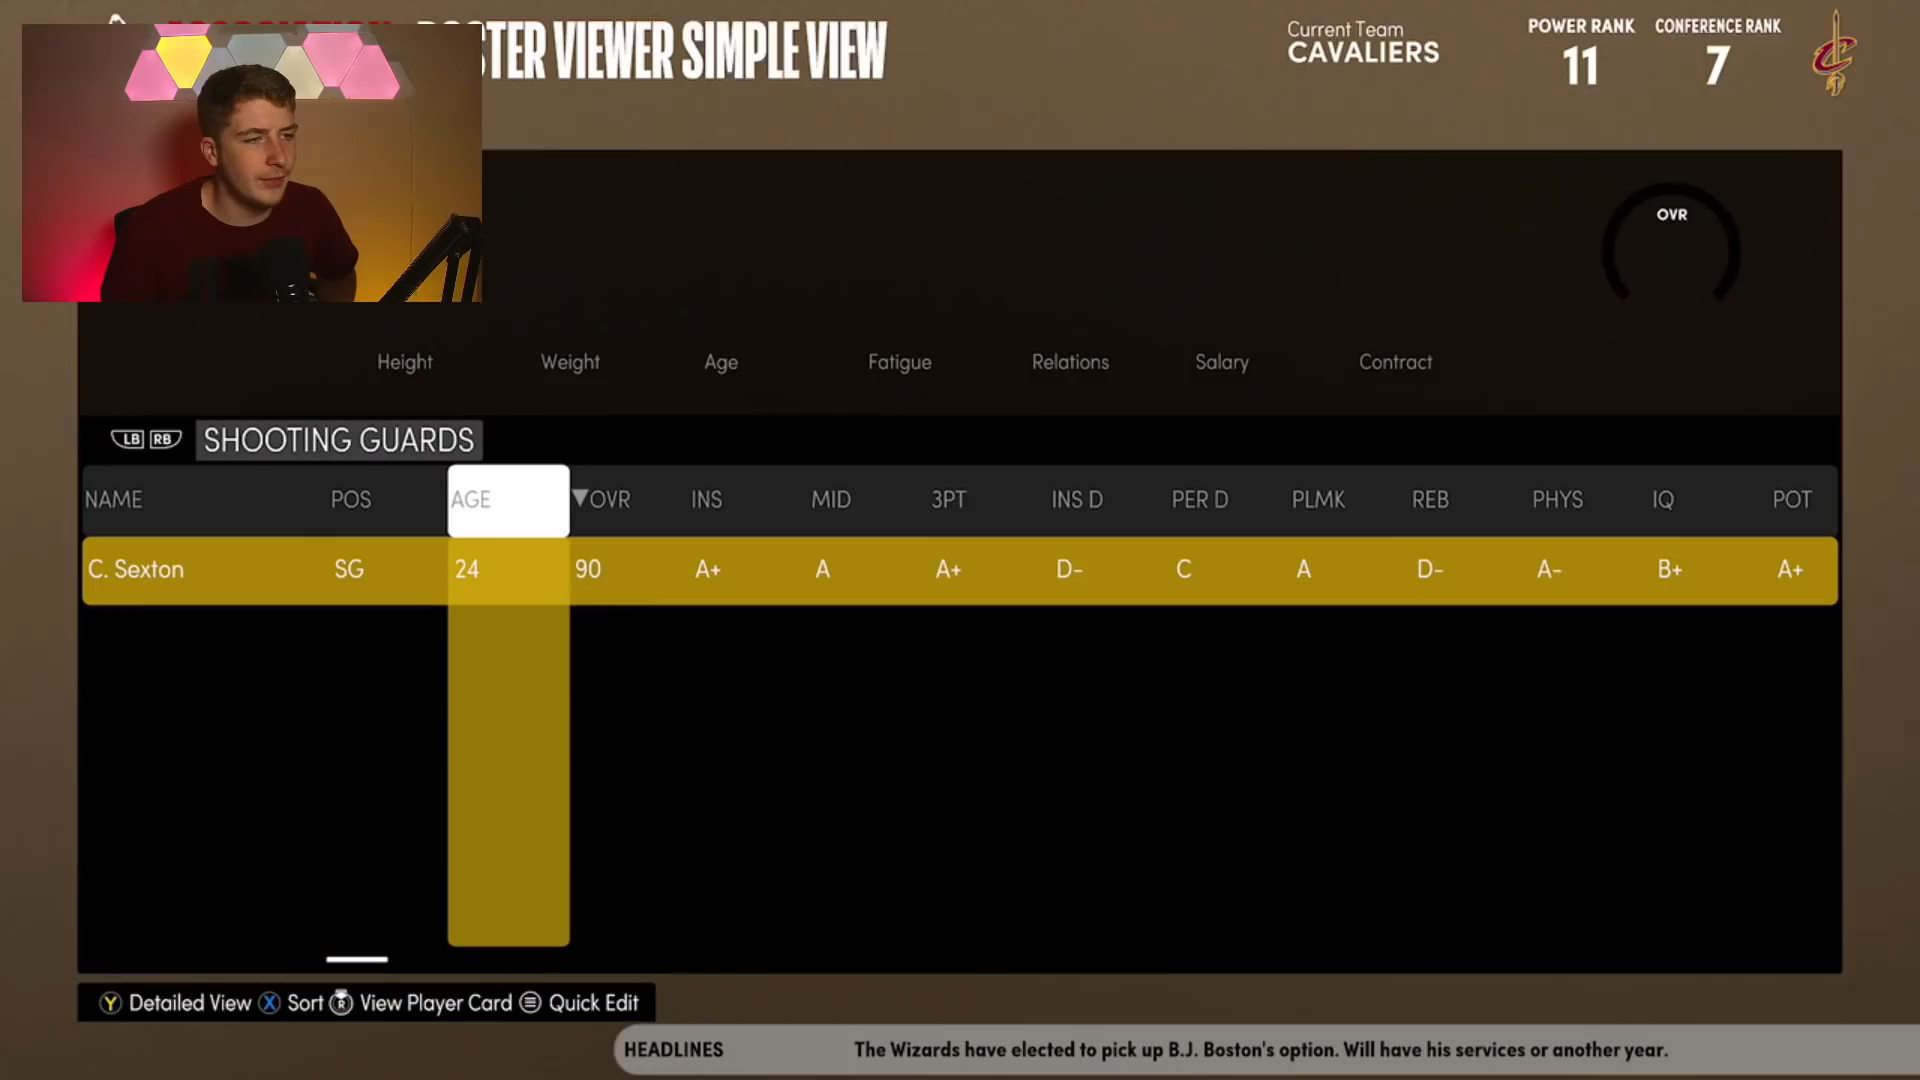 STER VIEWER SIMPLE VIEW
Current Team
CAVALIERS
POWER RANK
11
CONFERENCE RANK
7
OVR
Height Weight Age Fatigue Relations Salary Contract
LB RB SHOOTING GUARDS
NAME POS AGE ▼OVR INS MID 3PT INS D PER D PLMK REB PHYS IQ POT
C. Sexton SG 24 90 A+ A A+ D- C A D- A- B+ A+
Y Detailed View X Sort R View Player Card Quick Edit
HEADLINES The Wizards have elected to pick up B.J. Boston's option. Will have his services or another year.